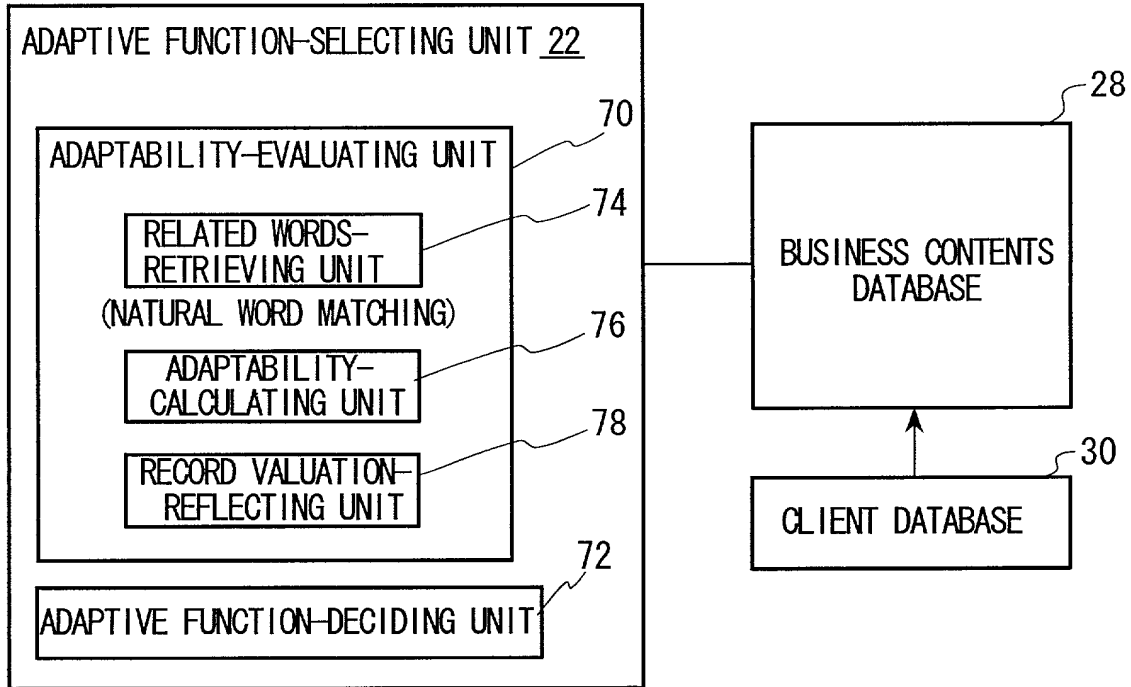 ADAPTIVE FUNCTION-SELECTING UNIT 22
70
ADAPTABILITY-EVALUATING UNIT
74
RELATED WORDS-
RETRIEVING UNIT
(NATURAL WORD MATCHING)
76
ADAPTABILITY-
CALCULATING UNIT
78
RECORD VALUATION-
REFLECTING UNIT
72
ADAPTIVE FUNCTION-DECIDING UNIT
28
BUSINESS CONTENTS
DATABASE
30
CLIENT DATABASE